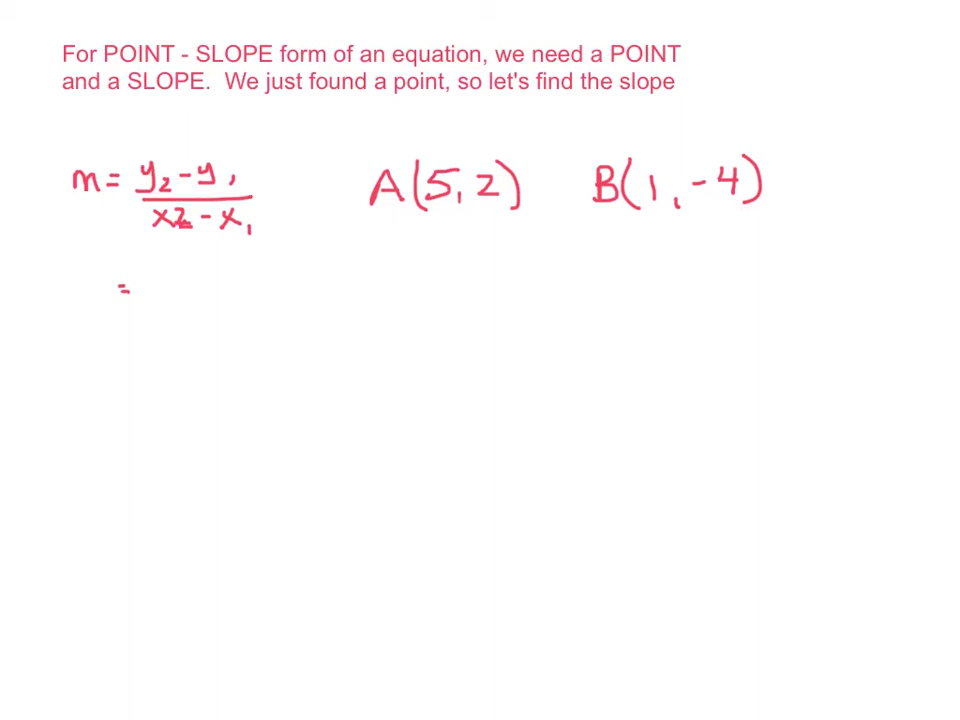 For POINT - SLOPE form of an equation, we need a POINT
and a SLOPE. We just found a point, so let's find the slope
m = y₂ - y₁ A(5, 2) B(1, -4)
x₂ - x₁
=